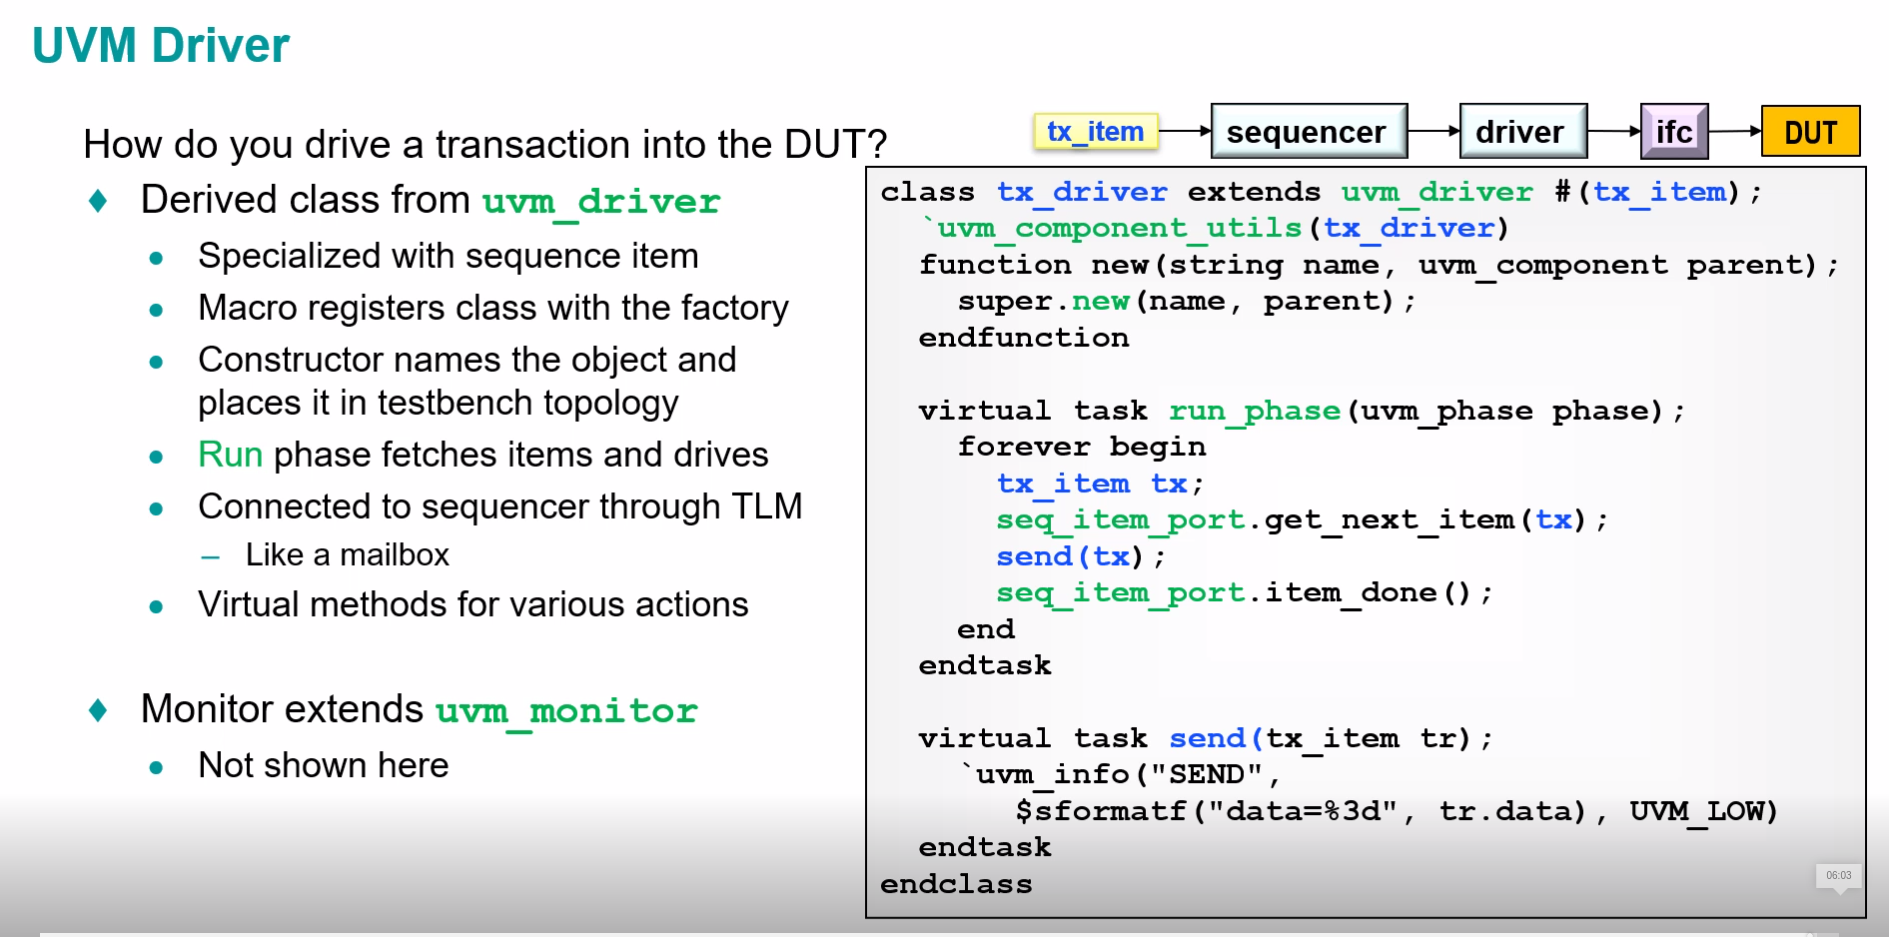 UVM Driver
How do you drive a transaction into the DUT?
♦ Derived class from uvm_driver
• Specialized with sequence item
• Macro registers class with the factory
• Constructor names the object and
places it in testbench topology
• Run phase fetches items and drives
• Connected to sequencer through TLM
– Like a mailbox
• Virtual methods for various actions
♦ Monitor extends uvm_monitor
• Not shown here
tx_item sequencer driver ifc DUT
class tx_driver extends uvm_driver #(tx_item);
`uvm_component_utils(tx_driver)
function new(string name, uvm_component parent);
super.new(name, parent);
endfunction
virtual task run_phase(uvm_phase phase);
forever begin
tx_item tx;
seq_item_port.get_next_item(tx);
send(tx);
seq_item_port.item_done();
end
endtask
virtual task send(tx_item tr);
`uvm_info("SEND",
$sformatf("data=%3d", tr.data), UVM_LOW)
endtask
endclass
06:03